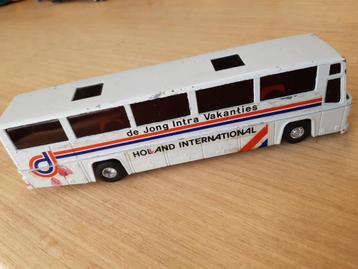 de Jong Intra Vakanties
HOLLAND INTERNATIONAL